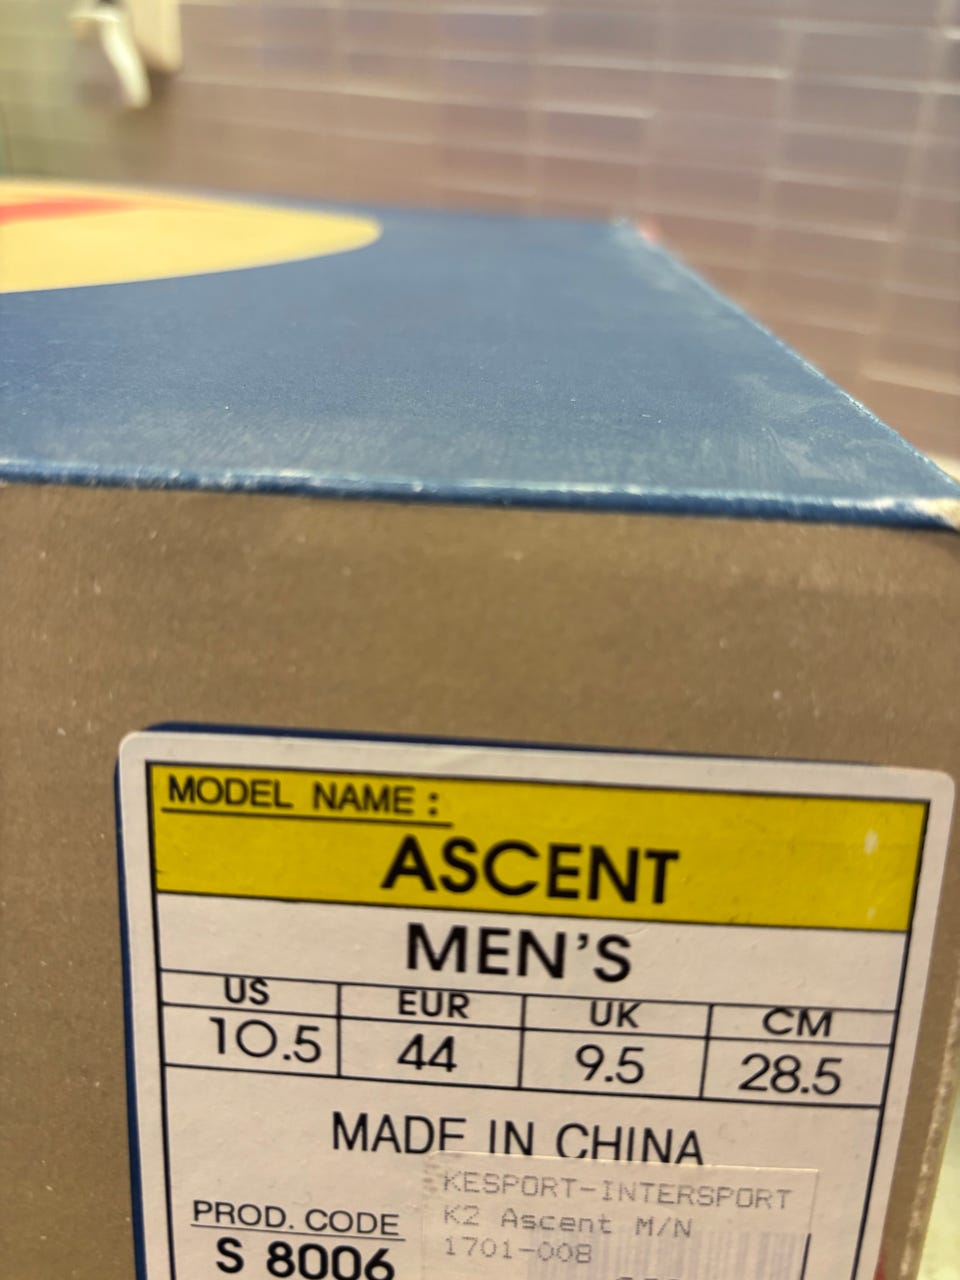 MODEL NAME :
ASCENT
MEN'S
US EUR UK CM
10.5 44 9.5 28.5
MADE IN CHINA
KESPORT-INTERSPORT
K2 Ascent M/N
1701-008
PROD. CODE
S 8006